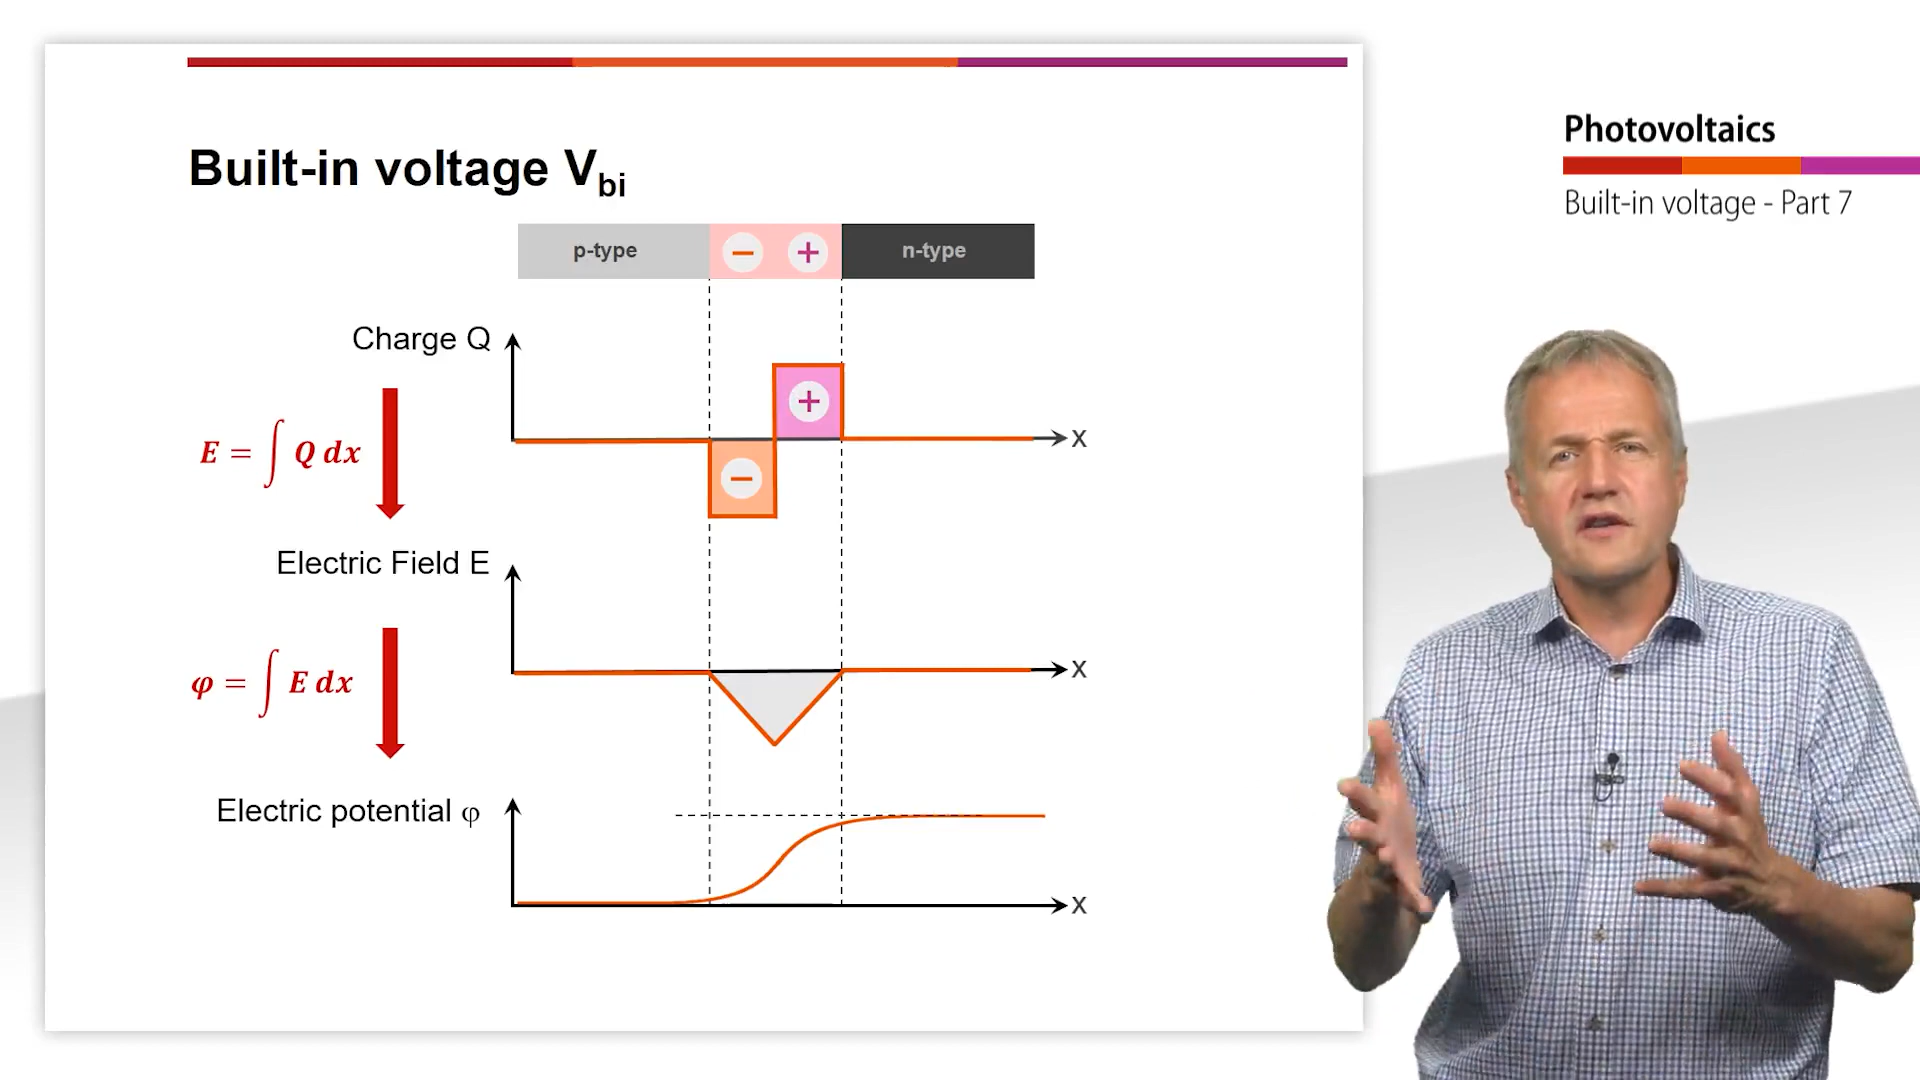 Built-in voltage V_bi
p-type
−
+
n-type
Charge Q
+
x
E = ∫ Q dx
−
Electric Field E
x
φ = ∫ E dx
Electric potential φ
x
Photovoltaics
Built-in voltage - Part 7